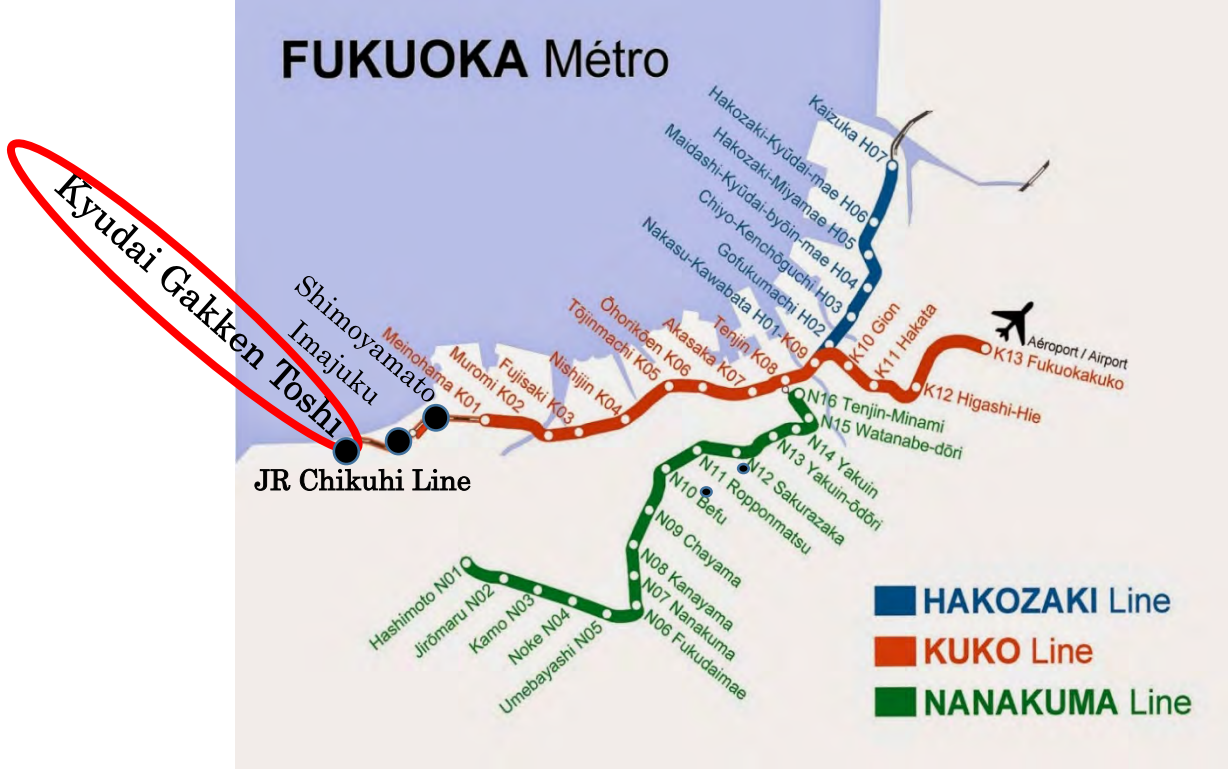 FUKUOKA Métro
Kaizuka H07
Hakozaki-Kyūdai-mae H06
Hakozaki-Miyamae H05
Maidashi-Kyūdai-byōin-mae H04
Chiyo-Kenchōguchi H03
Gofukumachi H02
Nakasu-Kawabata H01-K09
Kyudai Gakken Toshi
Shimoyamato
Imajuku
Meinohama K01
Muromi K02
Fujisaki K03
Nishijin K04
Tōjinmachi K05
Ōhorikoen K06
Akasaka K07
Tenjin K08
K10 Gion
K11 Hakata
K12 Higashi-Hie
K13 Fukuokakuko
Aéroport / Airport
JR Chikuhi Line
N16 Tenjin-Minami
N15 Watanabe-dōri
N14 Yakuin
N13 Yakuin-ōdōri
N12 Sakurazaka
N11 Ropponmatsu
N10 Befu
N09 Chayama
N08 Kanayama
N07 Nanakuma
N06 Fukudaimae
Hashimoto N01
Jirōmaru N02
Kamo N03
Noke N04
Umebayashi N05
HAKOZAKI Line
KUKO Line
NANAKUMA Line